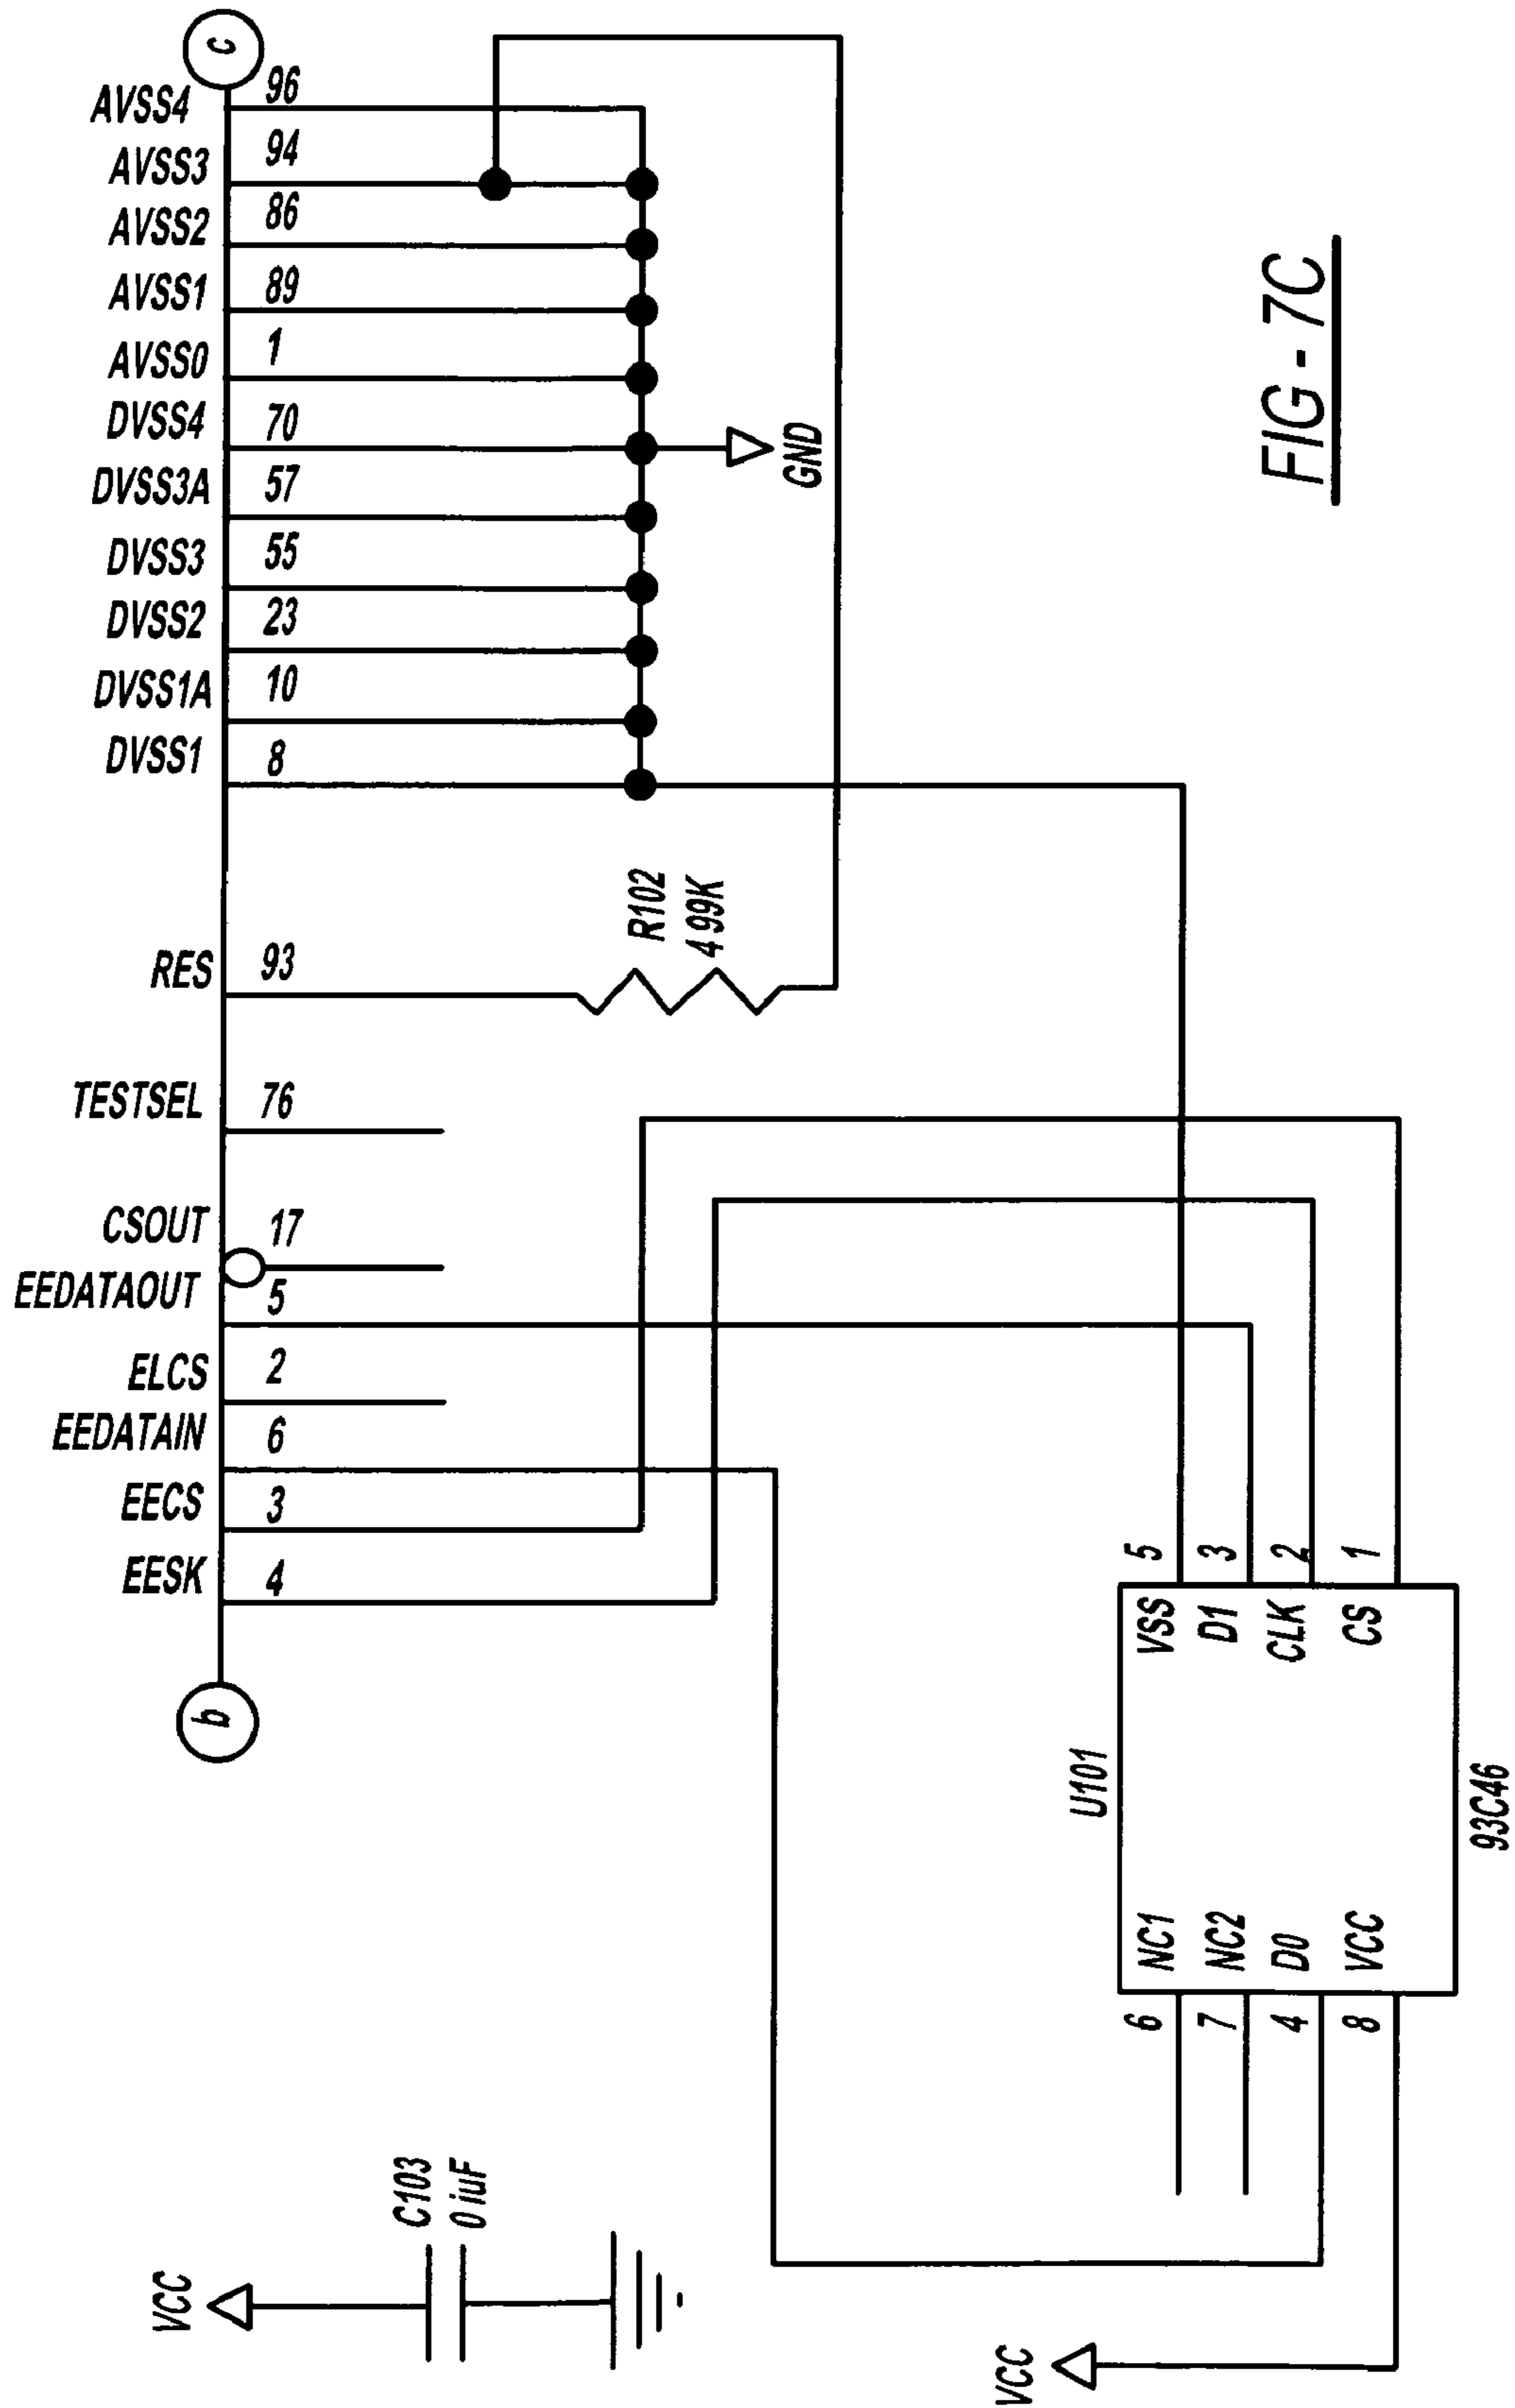 b
EESK
4
EECS
3
EEDATAIN
6
ELCS
2
EEDATAOUT
5
CSOUT
17
TESTSEL
76
RES
93
DVSS1
8
DVSS1A
10
DVSS2
23
DVSS3
55
DVSS3A
57
DVSS4
70
AVSS0
1
AVSS1
89
AVSS2
86
AVSS3
94
AVSS4
96
c
VCC
C103
0 iuF
R102
4 99K
GND
VCC
U101
6
NC1
VSS
5
7
NC2
D1
3
4
D0
CLK
2
8
VCC
CS
1
93C46
FIG - 7C